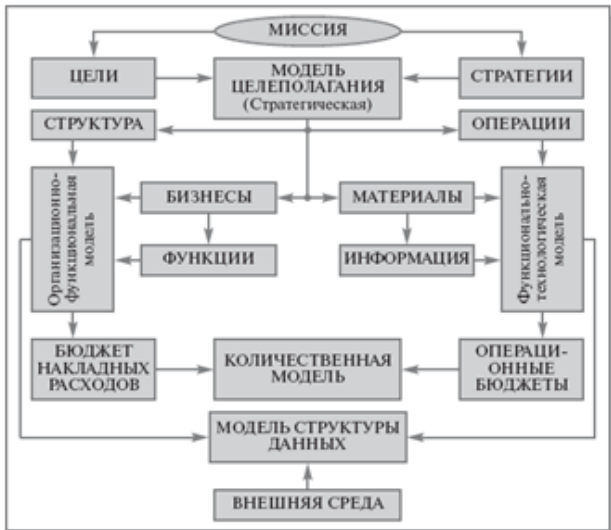 МИССИЯ
ЦЕЛИ
МОДЕЛЬ
ЦЕЛЕПОЛАГАНИЯ
(Стратегическая)
СТРАТЕГИИ
СТРУКТУРА
ОПЕРАЦИИ
Организационно-
функциональная
модель
БИЗНЕСЫ
МАТЕРИАЛЫ
Функционально-
технологическая
модель
ФУНКЦИИ
ИНФОРМАЦИЯ
БЮДЖЕТ
НАКЛАДНЫХ
РАСХОДОВ
КОЛИЧЕСТВЕННАЯ
МОДЕЛЬ
ОПЕРАЦИ-
ОННЫЕ
БЮДЖЕТЫ
МОДЕЛЬ СТРУКТУРЫ
ДАННЫХ
ВНЕШНЯЯ СРЕДА